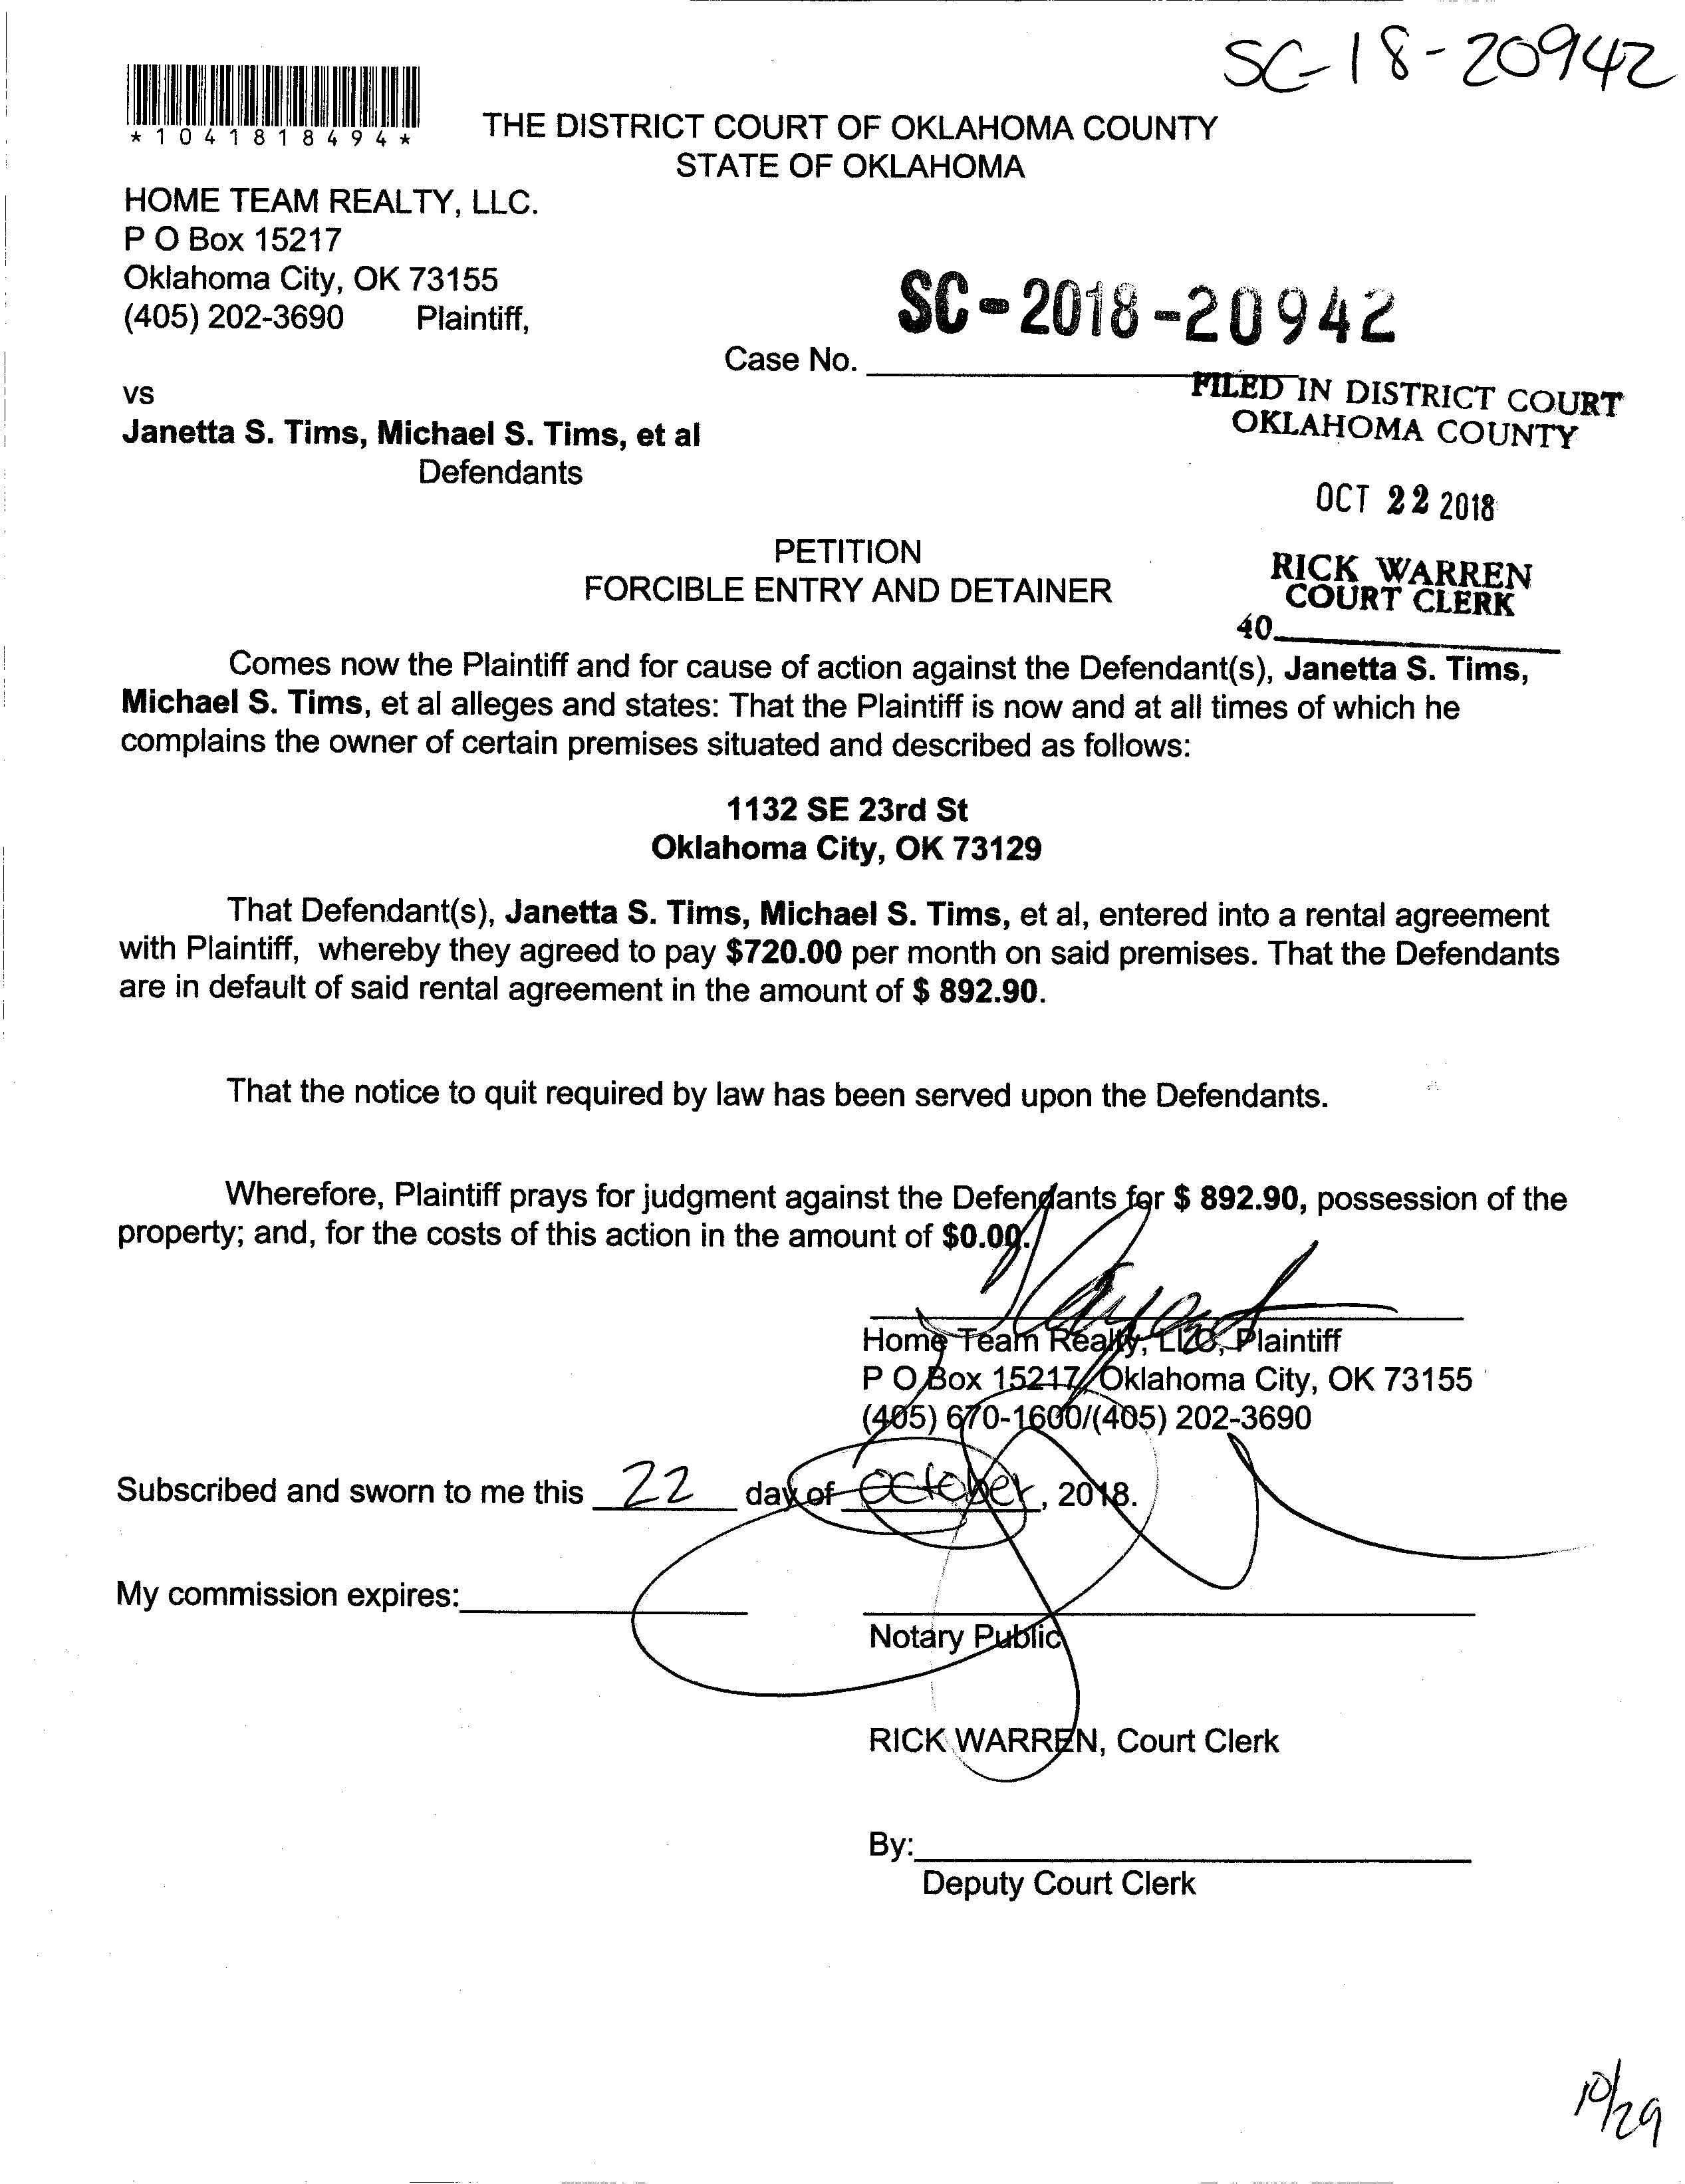 SC-18-20942
*1041818494*
THE DISTRICT COURT OF OKLAHOMA COUNTY
STATE OF OKLAHOMA
HOME TEAM REALTY, LLC.
P O Box 15217
Oklahoma City, OK 73155
(405) 202-3690 Plaintiff,
SC-2018-20942
Case No.
vs
Janetta S. Tims, Michael S. Tims, et al
Defendants
FILED IN DISTRICT COURT
OKLAHOMA COUNTY
OCT 22 2018
RICK WARREN
COURT CLERK
40
PETITION
FORCIBLE ENTRY AND DETAINER
Comes now the Plaintiff and for cause of action against the Defendant(s), Janetta S. Tims,
Michael S. Tims, et al alleges and states: That the Plaintiff is now and at all times of which he
complains the owner of certain premises situated and described as follows:
1132 SE 23rd St
Oklahoma City, OK 73129
That Defendant(s), Janetta S. Tims, Michael S. Tims, et al, entered into a rental agreement
with Plaintiff, whereby they agreed to pay $720.00 per month on said premises. That the Defendants
are in default of said rental agreement in the amount of $ 892.90.
That the notice to quit required by law has been served upon the Defendants.
Wherefore, Plaintiff prays for judgment against the Defendants for $ 892.90, possession of the
property; and, for the costs of this action in the amount of $0.00.
Home Team Realty, LLC, Plaintiff
P O Box 15217/Oklahoma City, OK 73155
(405) 670-1600/(405) 202-3690
Subscribed and sworn to me this 22 day of October, 2018.
My commission expires:
Notary Public
RICK WARREN, Court Clerk
By:
Deputy Court Clerk
10/29